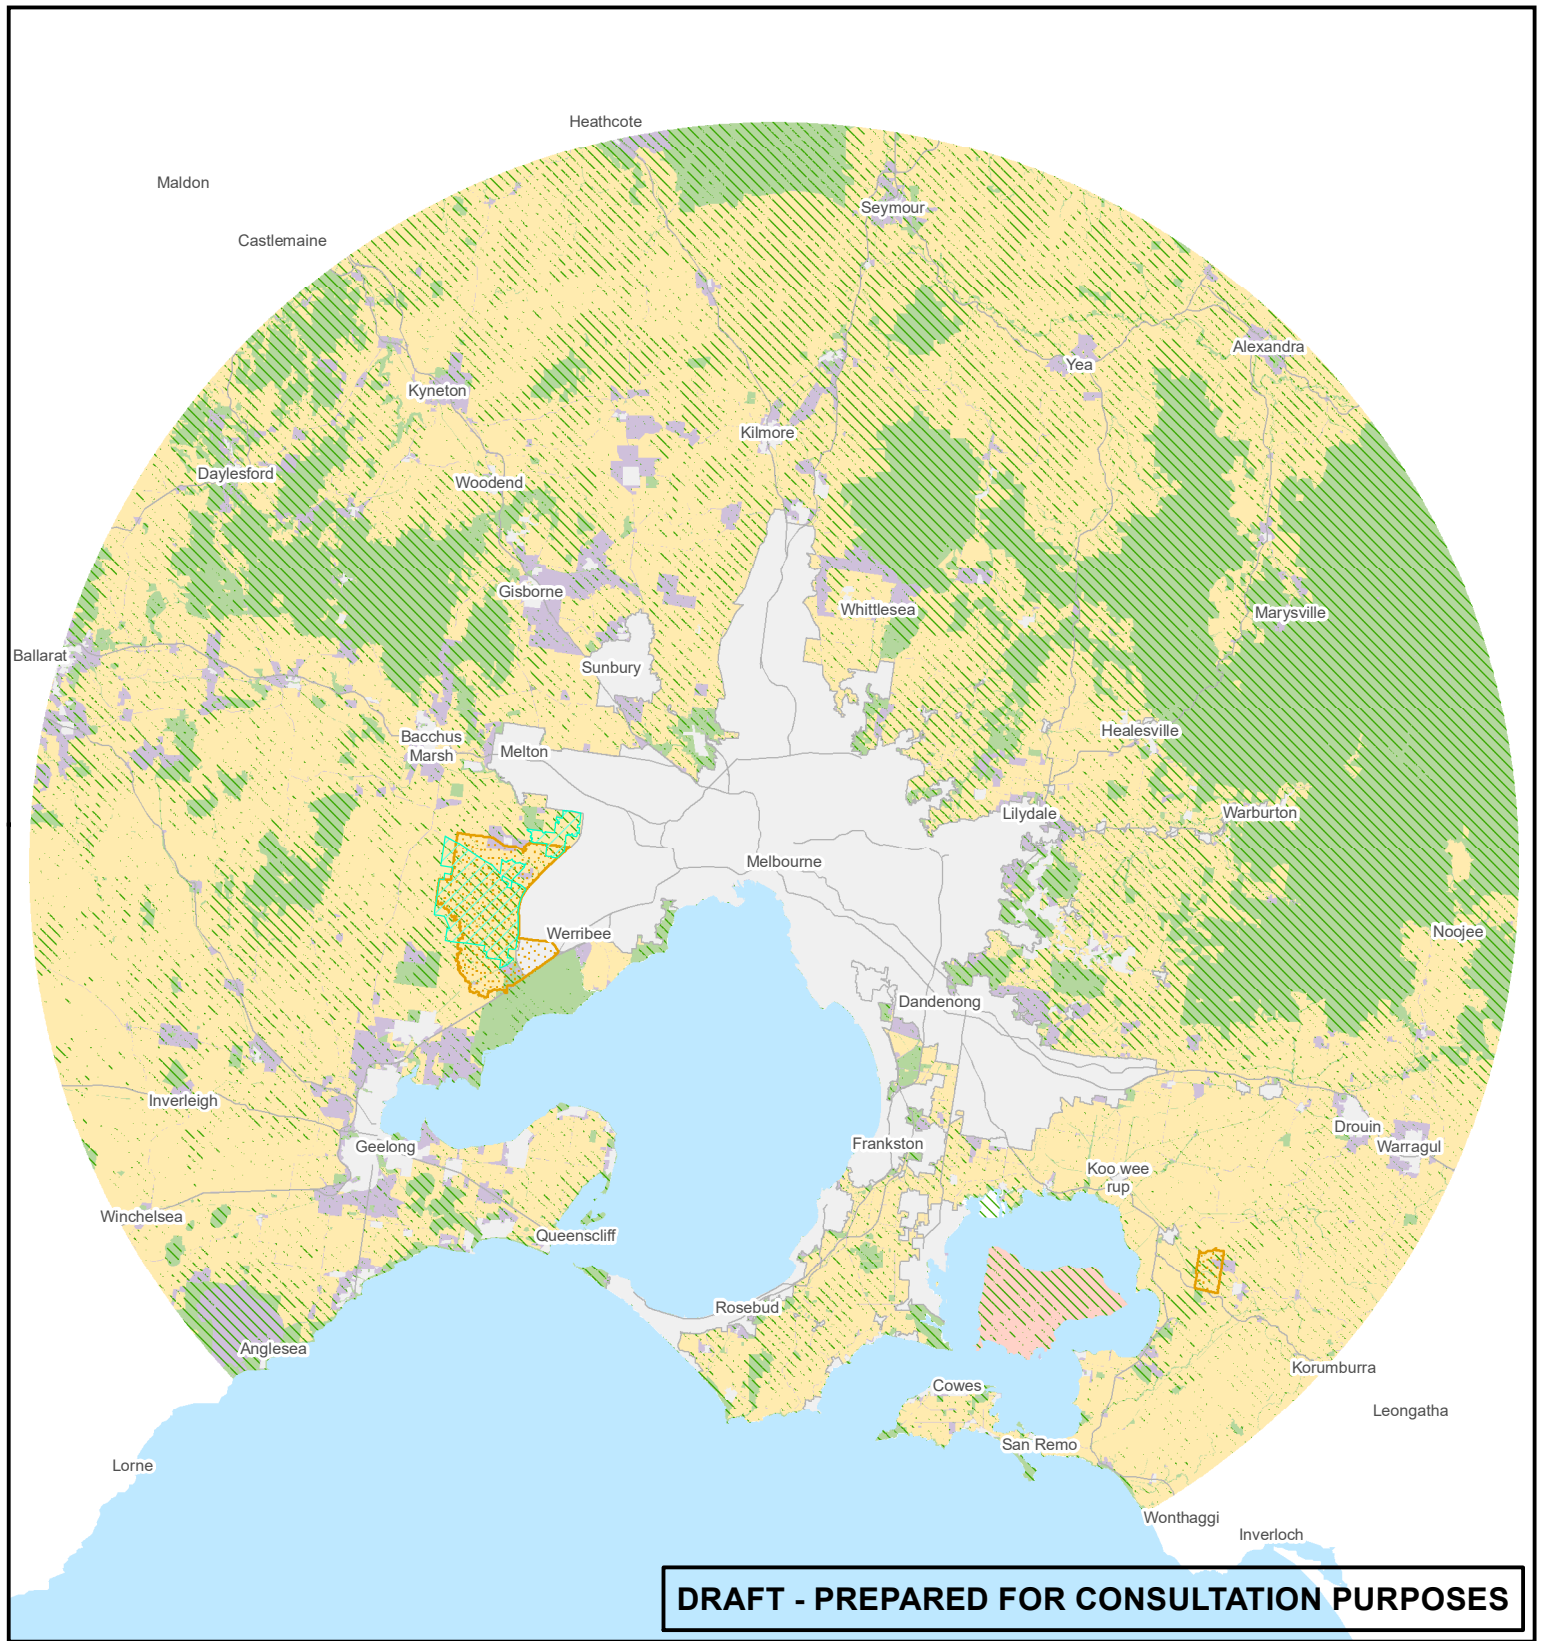 Heathcote
Maldon
Seymour
Castlemaine
Alexandra
Yea
Kyneton
Kilmore
Daylesford
Woodend
Gisborne
Whittlesea
Marysville
Ballarat
Sunbury
Healesville
Bacchus
Marsh
Melton
Lilydale
Warburton
Melbourne
Noojee
Werribee
Dandenong
Inverleigh
Drouin
Geelong
Frankston
Warragul
Koo wee
rup
Winchelsea
Queenscliff
Rosebud
Anglesea
Korumburra
Cowes
Leongatha
San Remo
Lorne
Wonthaggi
Inverloch
DRAFT - PREPARED FOR CONSULTATION PURPOSES